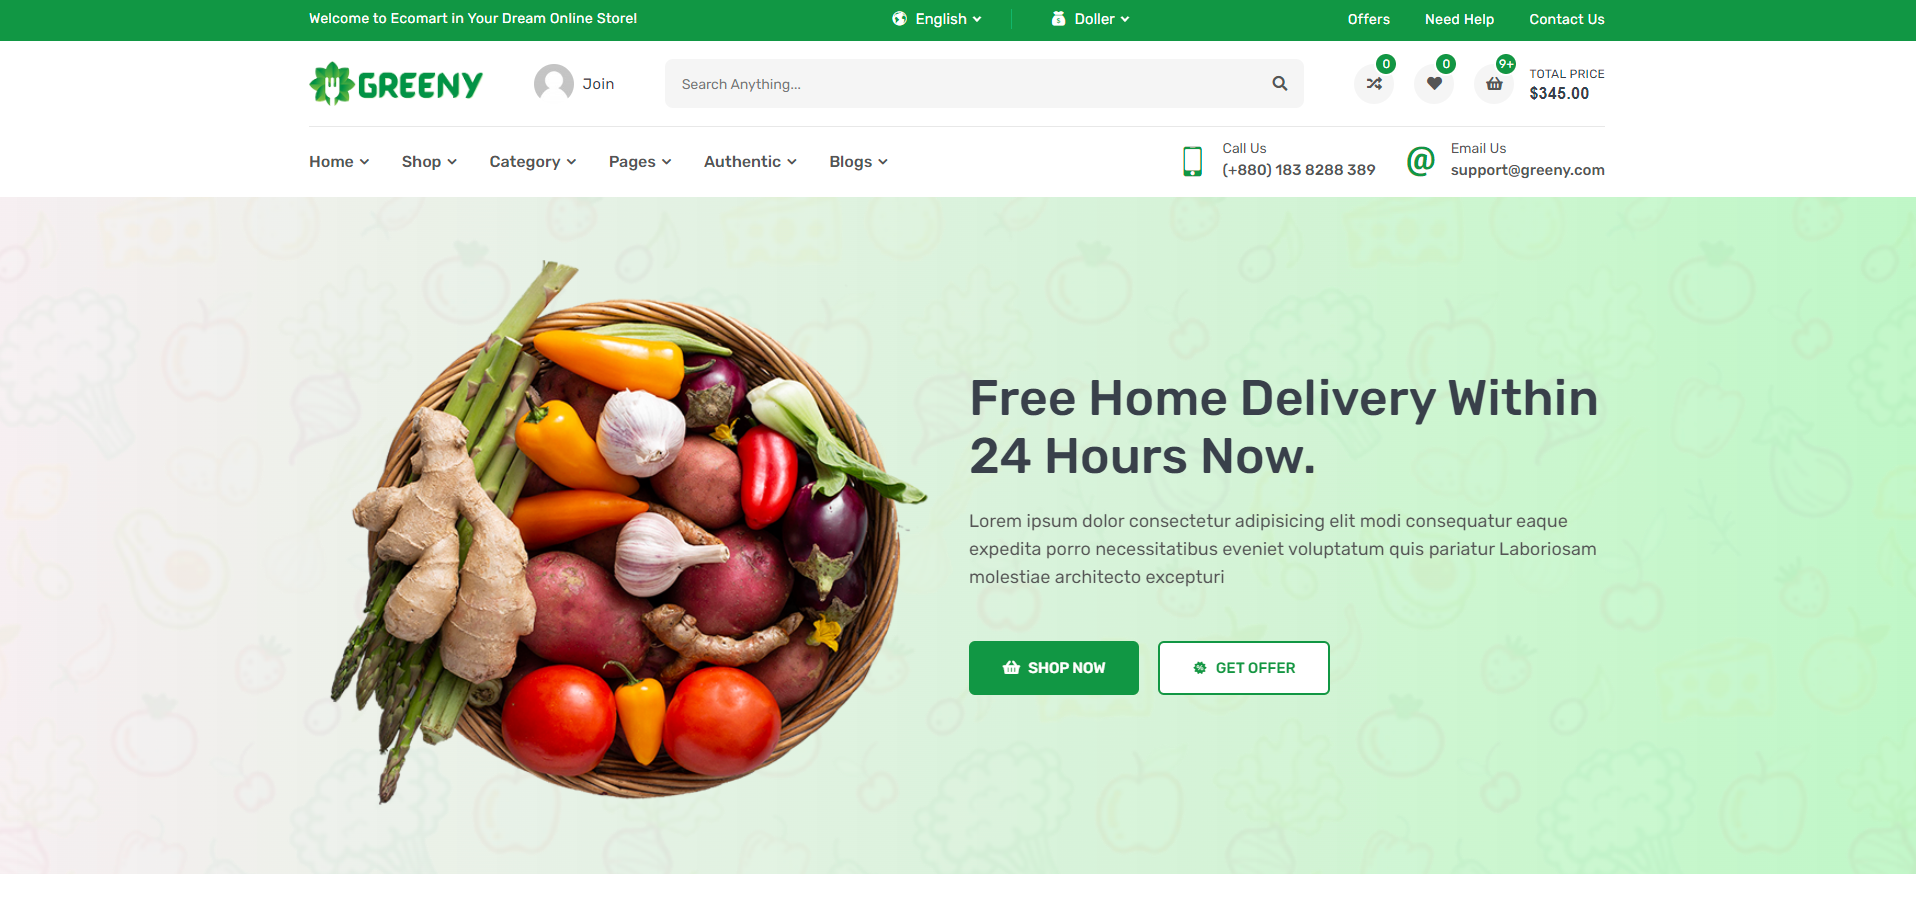 Welcome to Ecomart in Your Dream Online Store!
English
Doller
Offers
Need Help
Contact Us
GREENY
Join
Search Anything...
0
0
9+
TOTAL PRICE
$345.00
Home
Shop
Category
Pages
Authentic
Blogs
Call Us
(+880) 183 8288 389
@
Email Us
support@greeny.com
Free Home Delivery Within
24 Hours Now.
Lorem ipsum dolor consectetur adipisicing elit modi consequatur eaque
expedita porro necessitatibus eveniet voluptatum quis pariatur Laboriosam
molestiae architecto excepturi
SHOP NOW
GET OFFER